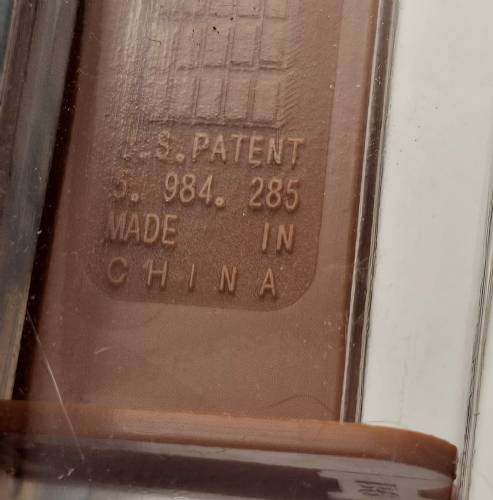 U.S. PATENT
5. 984. 285
MADE IN
CHINA